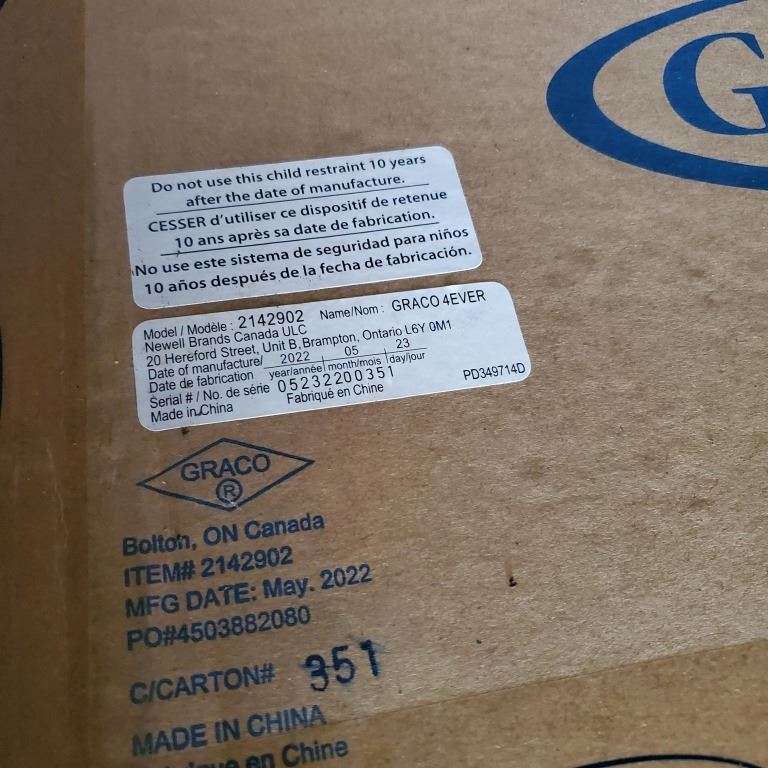 G
Do not use this child restraint 10 years
after the date of manufacture.
CESSER d'utiliser ce dispositif de retenue
10 ans après sa date de fabrication.
No use este sistema de seguridad para niños
10 años después de la fecha de fabricación.
Model / Modèle : 2142902 Name/Nom : GRACO 4EVER
Newell Brands Canada ULC
20 Hereford Street, Unit B, Brampton, Ontario L6Y 0M1
Date of manufacture/ 2022 05 23
Date de fabrication year/année month/mois day/jour
Serial # / No. de série 05232200351
Made in China Fabriqué en Chine PD349714D
GRACO
®
Bolton, ON Canada
ITEM# 2142902
MFG DATE: May. 2022
PO#4503882080
C/CARTON# 351
MADE IN CHINA
en Chine